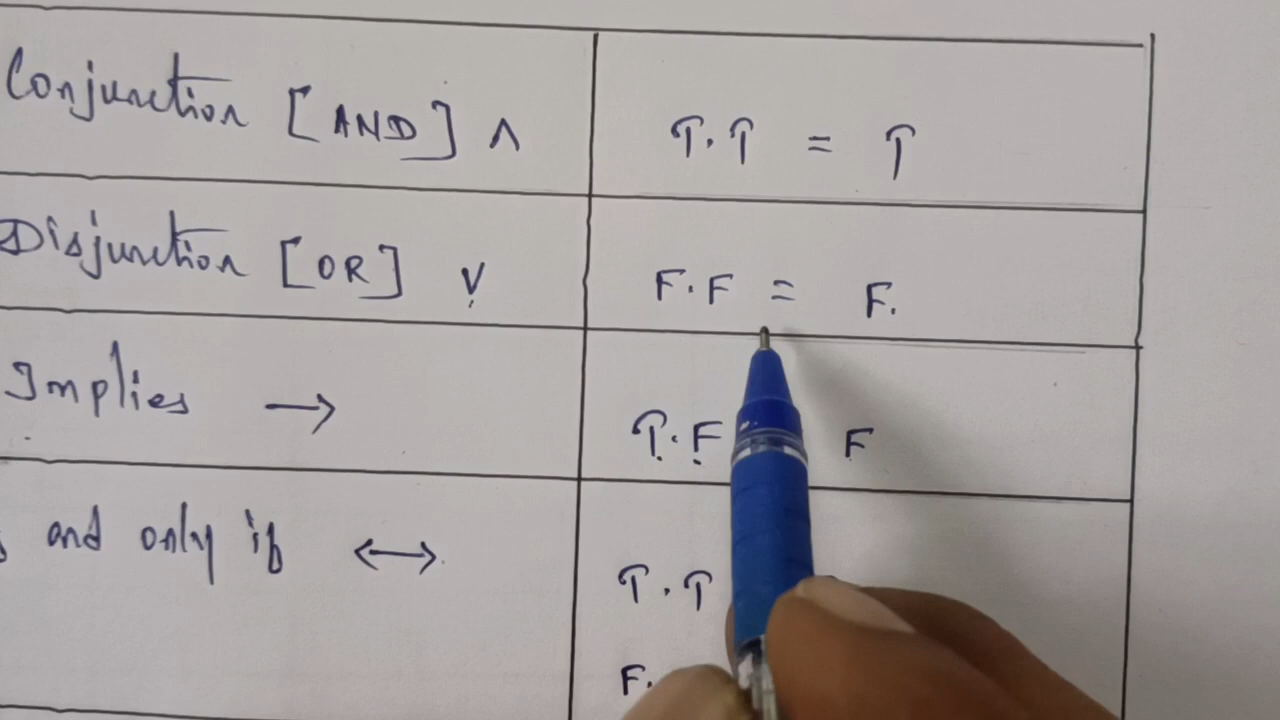 Conjunction [AND] ∧ T.T = T
Disjunction [OR] ∨ F.F = F.
Implies → T.F F
and only if ↔ T.T
F.